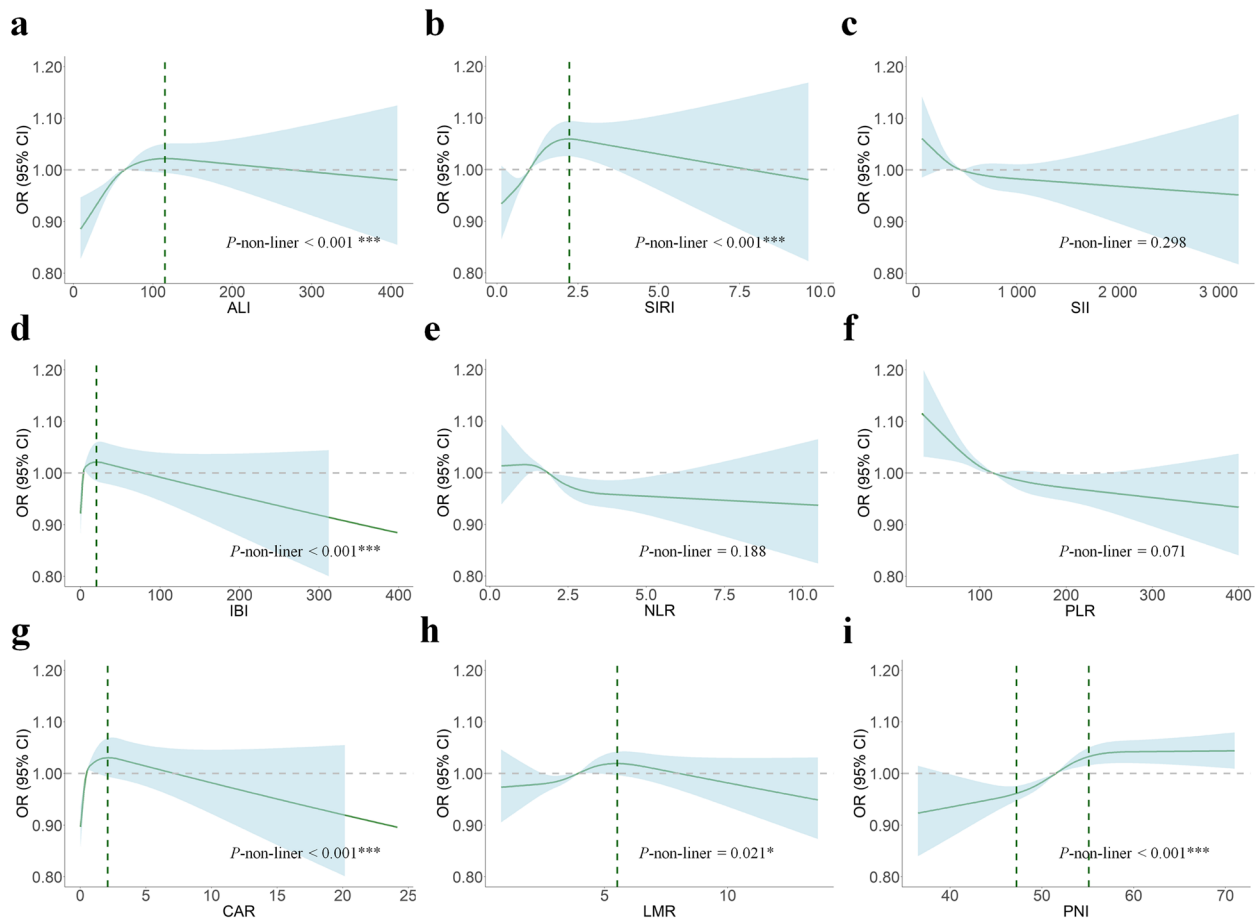 a
1.20
1.10
1.00
0.90
0.80
OR (95% CI)
P-non-liner < 0.001 ***
0 100 200 300 400
ALI
b
1.20
1.10
1.00
0.90
0.80
OR (95% CI)
P-non-liner < 0.001***
0.0 2.5 5.0 7.5 10.0
SIRI
c
1.20
1.10
1.00
0.90
0.80
OR (95% CI)
P-non-liner = 0.298
0 1 000 2 000 3 000
SII
d
1.20
1.10
1.00
0.90
0.80
OR (95% CI)
P-non-liner < 0.001***
0 100 200 300 400
IBI
e
1.20
1.10
1.00
0.90
0.80
OR (95% CI)
P-non-liner = 0.188
0.0 2.5 5.0 7.5 10.0
NLR
f
1.20
1.10
1.00
0.90
0.80
OR (95% CI)
P-non-liner = 0.071
100 200 300 400
PLR
g
1.20
1.10
1.00
0.90
0.80
OR (95% CI)
P-non-liner < 0.001***
0 5 10 15 20 25
CAR
h
1.20
1.10
1.00
0.90
0.80
OR (95% CI)
P-non-liner = 0.021*
5 10
LMR
i
1.20
1.10
1.00
0.90
0.80
OR (95% CI)
P-non-liner < 0.001***
40 50 60 70
PNI